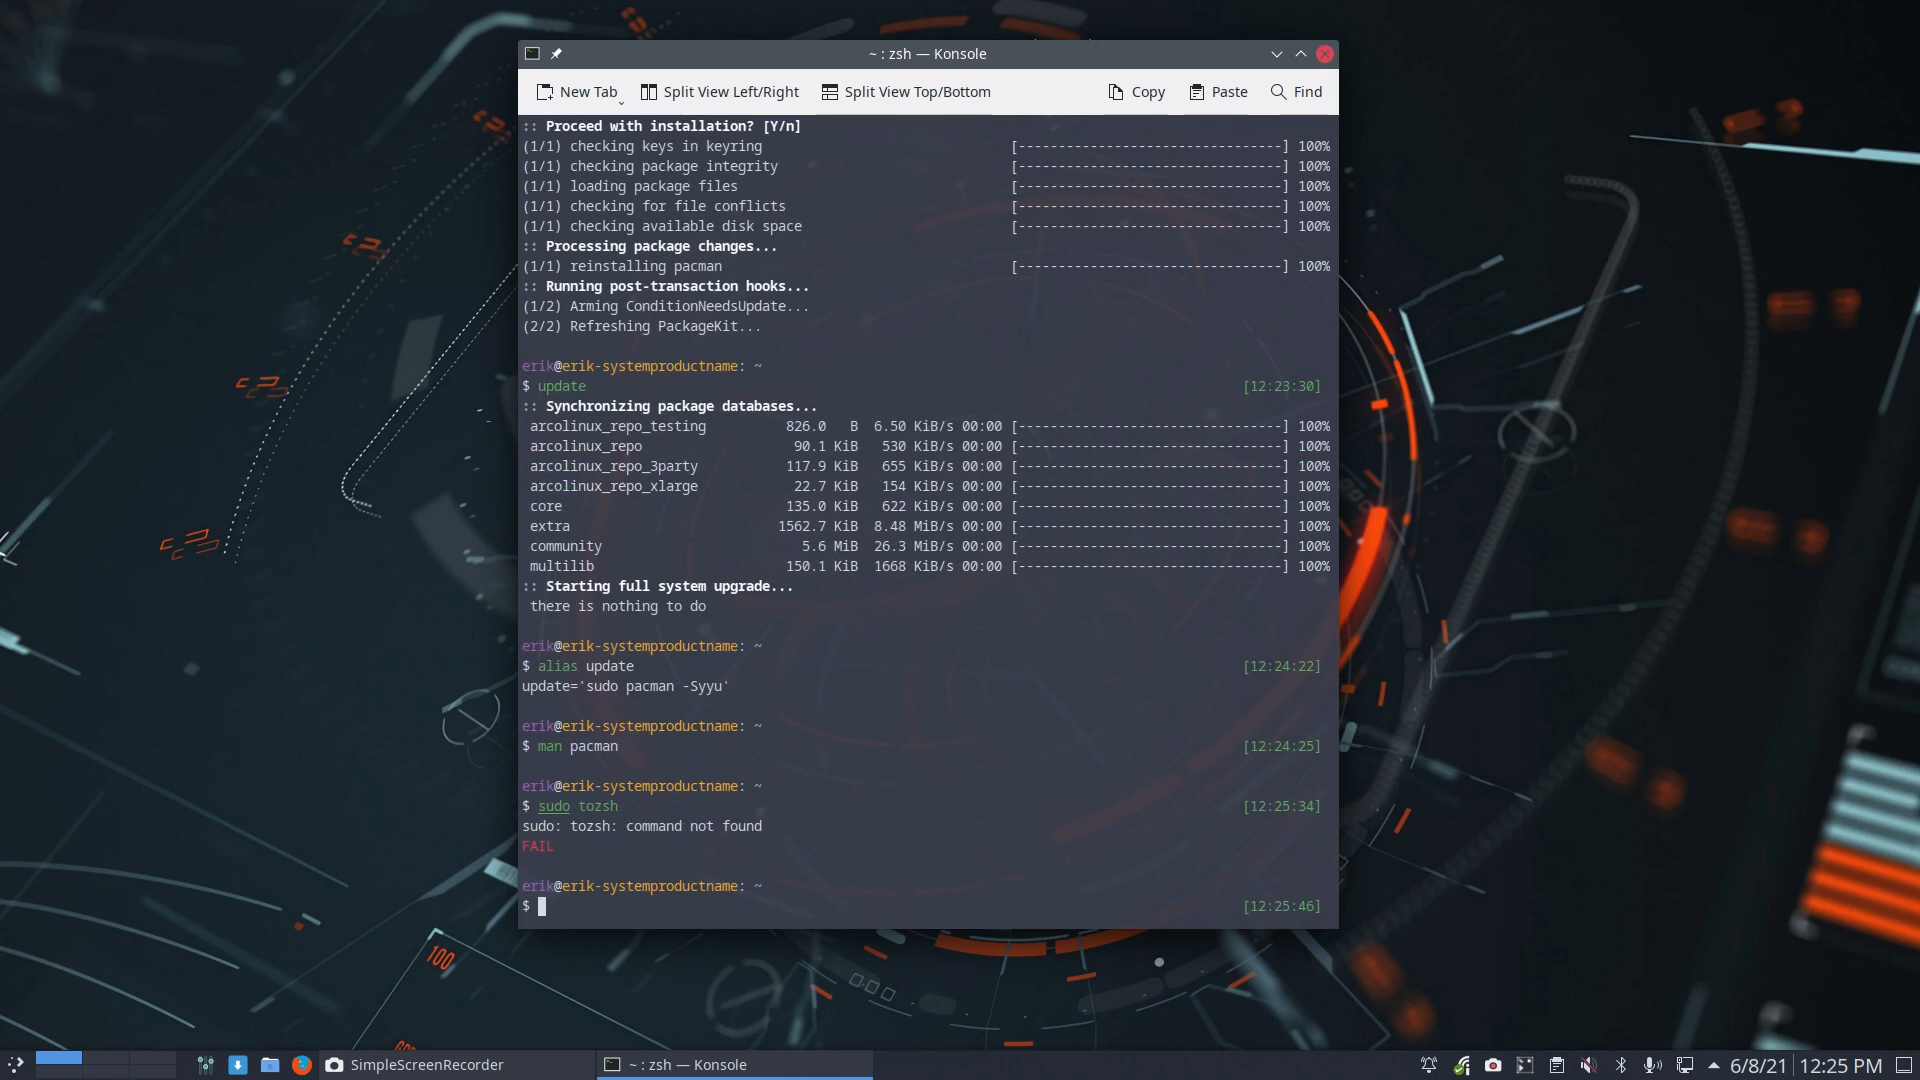 ~ : zsh — Konsole
New Tab Split View Left/Right Split View Top/Bottom Copy Paste Find
:: Proceed with installation? [Y/n]
(1/1) checking keys in keyring [---------------------------------] 100%
(1/1) checking package integrity [---------------------------------] 100%
(1/1) loading package files [---------------------------------] 100%
(1/1) checking for file conflicts [---------------------------------] 100%
(1/1) checking available disk space [---------------------------------] 100%
:: Processing package changes...
(1/1) reinstalling pacman [---------------------------------] 100%
:: Running post-transaction hooks...
(1/2) Arming ConditionNeedsUpdate...
(2/2) Refreshing PackageKit...
erik@erik-systemproductname: ~
$ update [12:23:30]
:: Synchronizing package databases...
arcolinux_repo_testing 826.0 B 6.50 KiB/s 00:00 [---------------------------------] 100%
arcolinux_repo 90.1 KiB 530 KiB/s 00:00 [---------------------------------] 100%
arcolinux_repo_3party 117.9 KiB 655 KiB/s 00:00 [---------------------------------] 100%
arcolinux_repo_xlarge 22.7 KiB 154 KiB/s 00:00 [---------------------------------] 100%
core 135.0 KiB 622 KiB/s 00:00 [---------------------------------] 100%
extra 1562.7 KiB 8.48 MiB/s 00:00 [---------------------------------] 100%
community 5.6 MiB 26.3 MiB/s 00:00 [---------------------------------] 100%
multilib 150.1 KiB 1668 KiB/s 00:00 [---------------------------------] 100%
:: Starting full system upgrade...
there is nothing to do
erik@erik-systemproductname: ~
$ alias update [12:24:22]
update='sudo pacman -Syyu'
erik@erik-systemproductname: ~
$ man pacman [12:24:25]
erik@erik-systemproductname: ~
$ sudo tozsh [12:25:34]
sudo: tozsh: command not found
FAIL
erik@erik-systemproductname: ~
$ [12:25:46]
100
SimpleScreenRecorder ~ : zsh — Konsole 6/8/21 12:25 PM